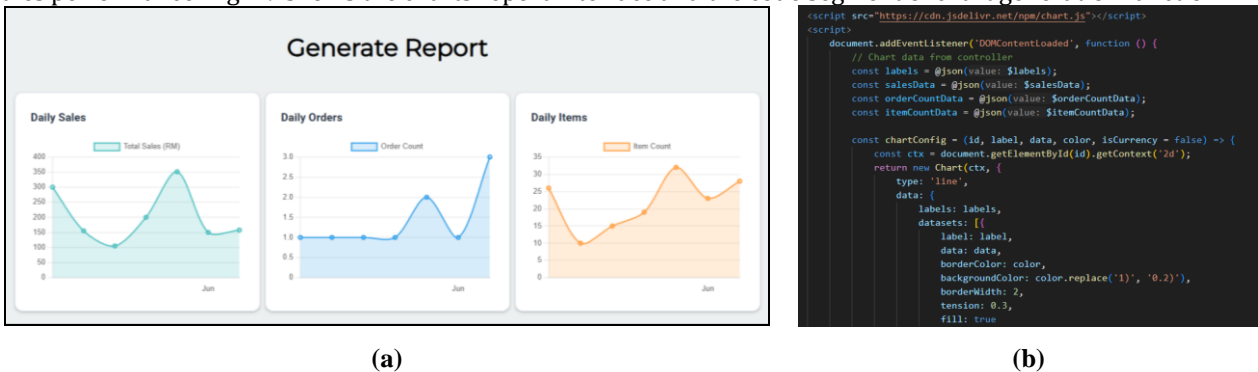 Generate Report
Daily Sales
Total Sales (RM)
400
350
300
250
200
150
100
50
0
Jun
Daily Orders
Order Count
3.0
2.5
2.0
1.5
1.0
0.5
0
Jun
Daily Items
Item Count
35
30
25
20
15
10
5
0
Jun
(a)
<script src="https://cdn.jsdelivr.net/npm/chart.js"></script>
<script>
document.addEventListener('DOMContentLoaded', function () {
// Chart data from controller
const labels = @json(value: $labels);
const salesData = @json(value: $salesData);
const orderCountData = @json(value: $orderCountData);
const itemCountData = @json(value: $itemCountData);
const chartConfig = (id, label, data, color, isCurrency = false) => {
const ctx = document.getElementById(id).getContext('2d');
return new Chart(ctx, {
type: 'line',
data: {
labels: labels,
datasets: [{
label: label,
data: data,
borderColor: color,
backgroundColor: color.replace('1)', '0.2)'),
borderWidth: 2,
tension: 0.3,
fill: true
(b)